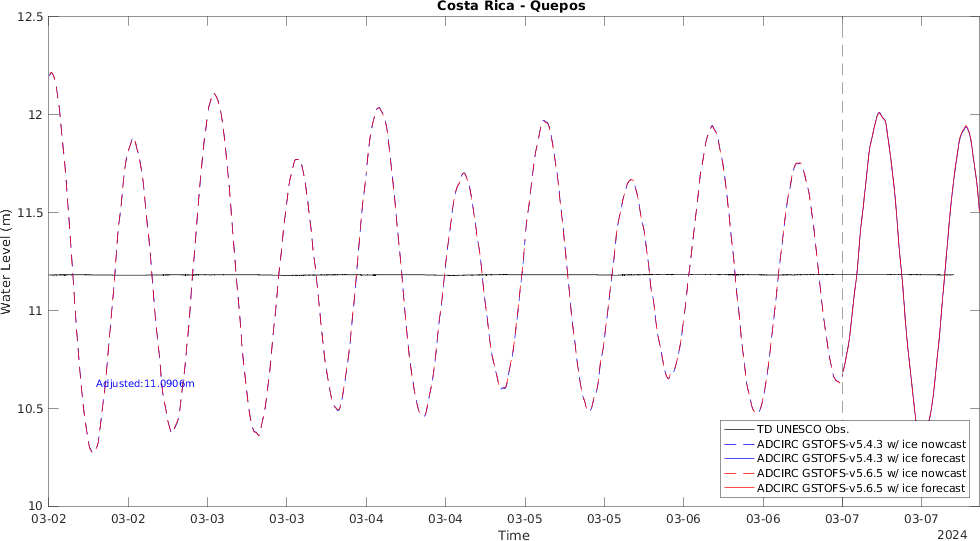 Costa Rica - Quepos
12.5
12
11.5
11
10.5
10
Water Level (m)
Adjusted:11.0906m
TD UNESCO Obs.
ADCIRC GSTOFS-v5.4.3 w/ ice nowcast
ADCIRC GSTOFS-v5.4.3 w/ ice forecast
ADCIRC GSTOFS-v5.6.5 w/ ice nowcast
ADCIRC GSTOFS-v5.6.5 w/ ice forecast
03-02 03-02 03-03 03-03 03-04 03-04 03-05 03-05 03-06 03-06 03-07 03-07
Time
2024